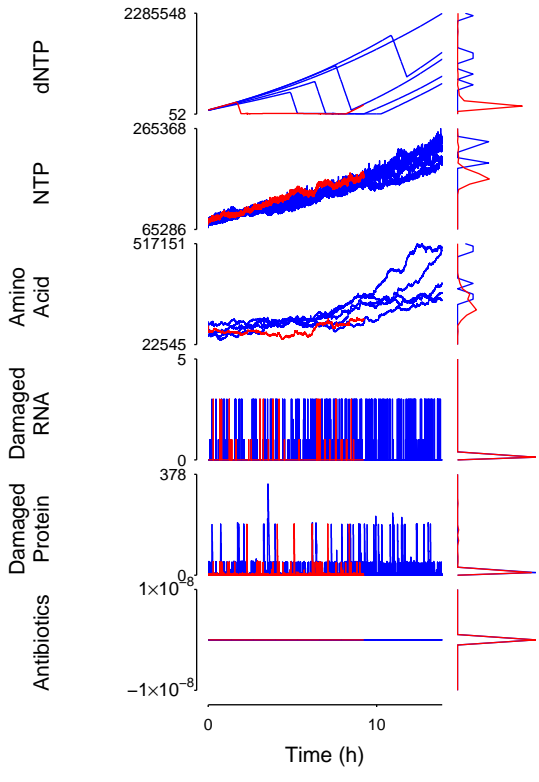 2285548
dNTP
52
265368
NTP
65286
517151
Amino
Acid
22545
5
Damaged
RNA
0
378
Damaged
Protein
0
1×10⁻⁸
Antibiotics
−1×10⁻⁸
0 10
Time (h)